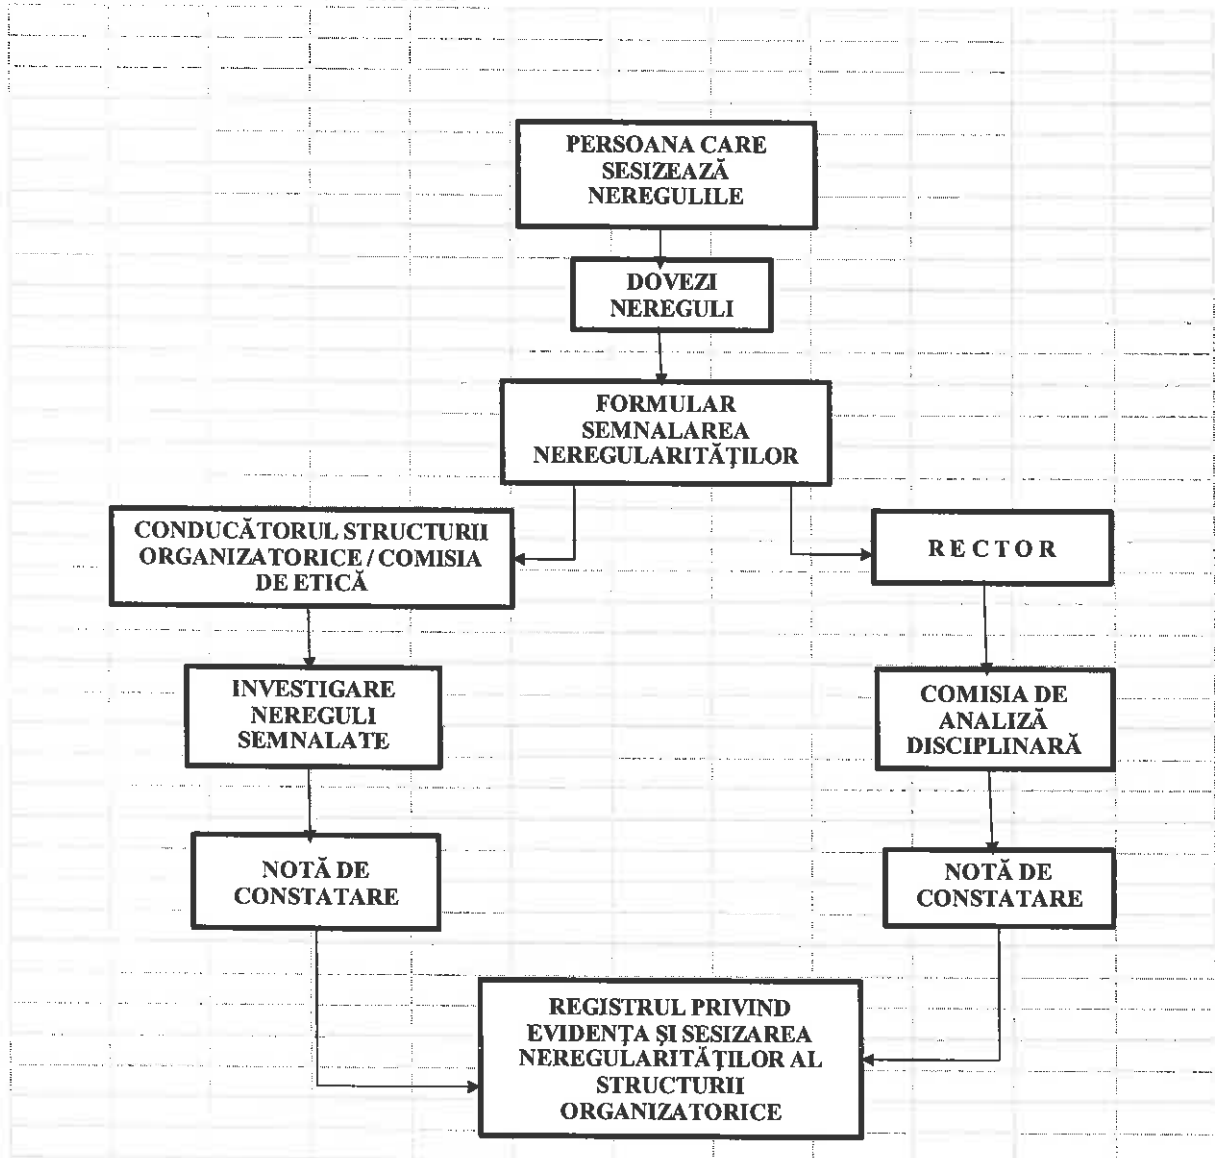 PERSOANA CARE
SESIZEAZĂ
NEREGULILE
DOVEZI
NEREGULI
FORMULAR
SEMNALAREA
NEREGULARITĂŢILOR
CONDUCĂTORUL STRUCTURII
ORGANIZATORICE / COMISIA
DE ETICĂ
R E C T O R
INVESTIGARE
NEREGULI
SEMNALATE
COMISIA DE
ANALIZĂ
DISCIPLINARĂ
NOTĂ DE
CONSTATARE
NOTĂ DE
CONSTATARE
REGISTRUL PRIVIND
EVIDENŢA ŞI SESIZAREA
NEREGULARITĂŢILOR AL
STRUCTURII
ORGANIZATORICE